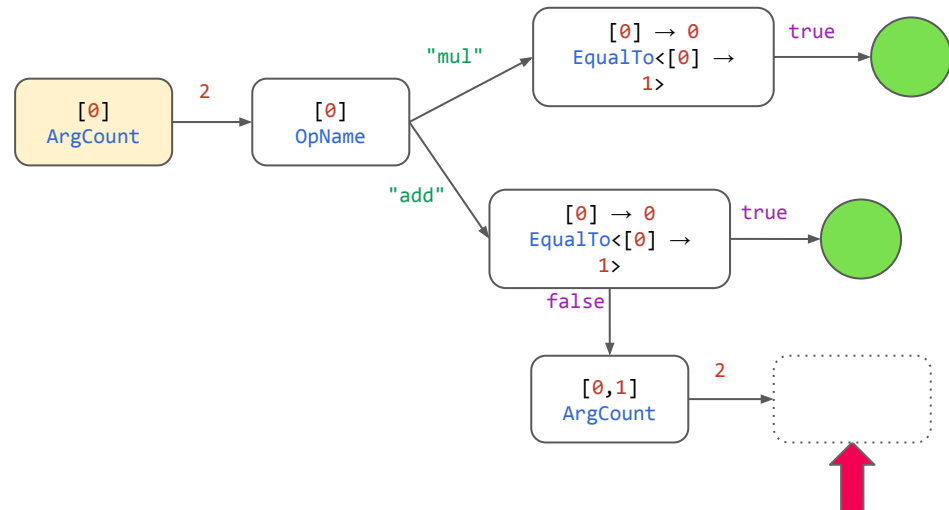 [0] → 0
EqualTo<[0] →
1>
true
"mul"
2
[0]
ArgCount
[0]
OpName
"add"
[0] → 0
EqualTo<[0] →
1>
true
false
[0,1]
ArgCount
2